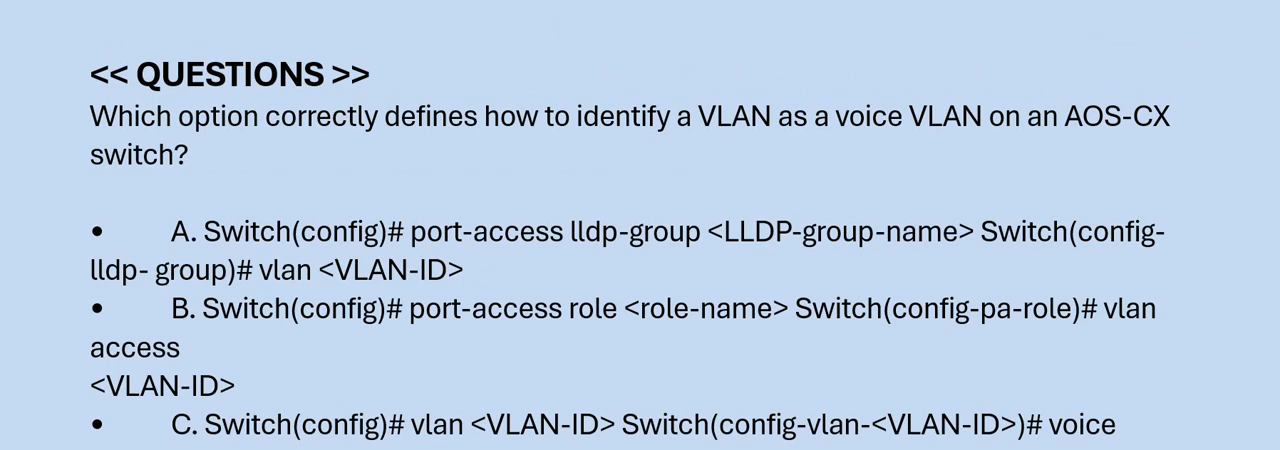 << QUESTIONS >>
Which option correctly defines how to identify a VLAN as a voice VLAN on an AOS-CX
switch?
• A. Switch(config)# port-access lldp-group <LLDP-group-name> Switch(config-
lldp- group)# vlan <VLAN-ID>
• B. Switch(config)# port-access role <role-name> Switch(config-pa-role)# vlan
access
<VLAN-ID>
• C. Switch(config)# vlan <VLAN-ID> Switch(config-vlan-<VLAN-ID>)# voice